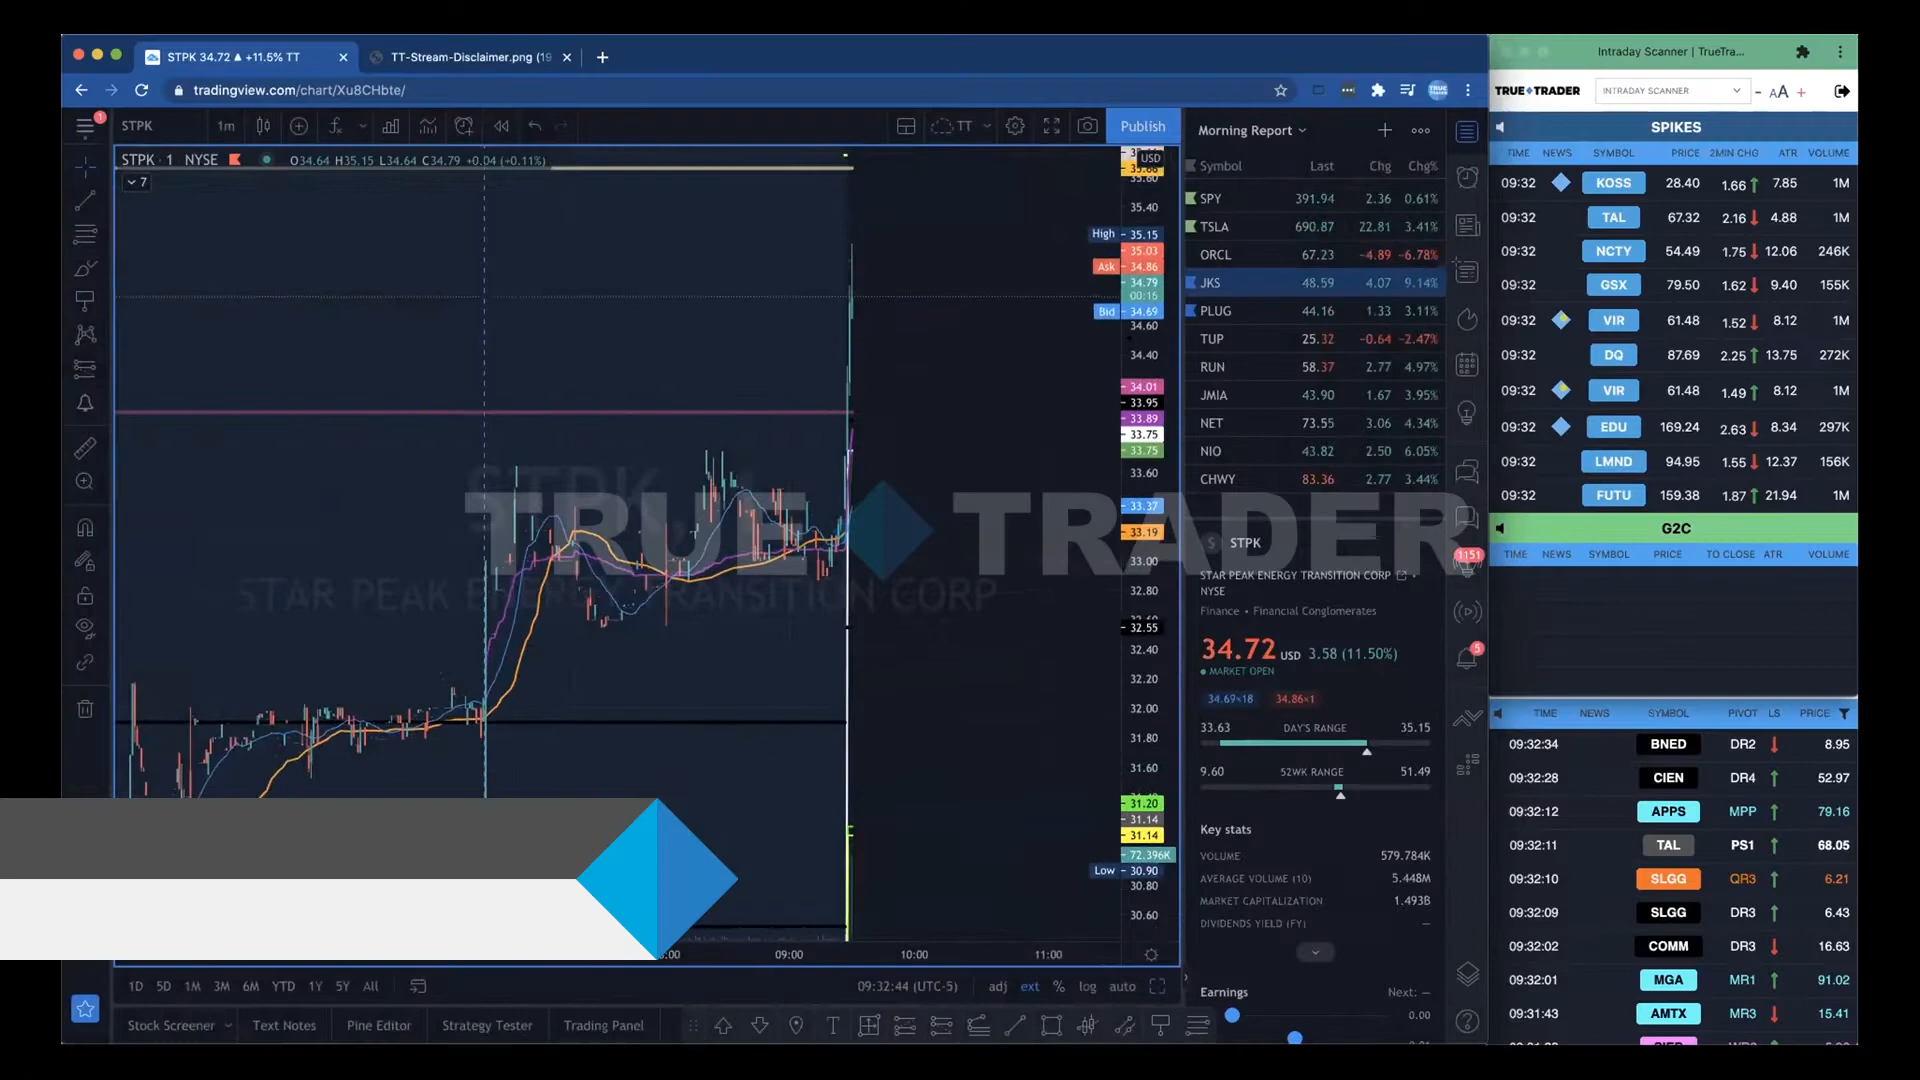 STPK 34.72 ▲ +11.5% TT
TT-Stream-Disclaimer.png (19
tradingview.com/chart/Xu8CHbte/
STPK 1m TT Publish
STPK · 1 NYSE O34.64 H35.15 L34.64 C34.79 +0.04 (+0.11%)
7
USD
35.60
35.40
High 35.15
35.03
Ask 34.86
34.79
00:15
Bid 34.69
34.60
34.40
34.01
33.95
33.89
33.75
33.75
33.60
33.37
33.19
33.00
32.80
32.55
32.40
32.20
32.00
31.80
31.60
31.20
31.14
31.14
72.396K
Low 30.90
30.80
30.60
STPK
STAR PEAK ENERGY TRANSITION CORP
TRUE TRADER
09:00 10:00 11:00
1D 5D 1M 3M 6M YTD 1Y 5Y All 09:32:44 (UTC-5) adj ext % log auto
Stock Screener Text Notes Pine Editor Strategy Tester Trading Panel
Morning Report
Symbol Last Chg Chg%
SPY 391.94 2.36 0.61%
TSLA 690.87 22.81 3.41%
ORCL 67.23 −4.89 −6.78%
JKS 48.59 4.07 9.14%
PLUG 44.16 1.33 3.11%
TUP 25.32 −0.64 −2.47%
RUN 58.37 2.77 4.97%
JMIA 43.90 1.67 3.95%
NET 73.55 3.06 4.34%
NIO 43.82 2.50 6.05%
CHWY 83.36 2.77 3.44%
$ STPK
STAR PEAK ENERGY TRANSITION CORP
NYSE
Finance • Financial Conglomerates
34.72 USD 3.58 (11.50%)
MARKET OPEN
34.69×18 34.86×1
33.63 DAY'S RANGE 35.15
9.60 52WK RANGE 51.49
Key stats
VOLUME 579.784K
AVERAGE VOLUME (10) 5.448M
MARKET CAPITALIZATION 1.493B
DIVIDENDS YIELD (FY) —
Earnings Next: —
0.00
1
1151
5
Intraday Scanner | TrueTra...
TRUE TRADER INTRADAY SCANNER - AA +
SPIKES
TIME NEWS SYMBOL PRICE 2MIN CHG ATR VOLUME
09:32 KOSS 28.40 1.66 7.85 1M
09:32 TAL 67.32 2.16 4.88 1M
09:32 NCTY 54.49 1.75 12.06 246K
09:32 GSX 79.50 1.62 9.40 155K
09:32 VIR 61.48 1.52 8.12 1M
09:32 DQ 87.69 2.25 13.75 272K
09:32 VIR 61.48 1.49 8.12 1M
09:32 EDU 169.24 2.63 8.34 297K
09:32 LMND 94.95 1.55 12.37 156K
09:32 FUTU 159.38 1.87 21.94 1M
G2C
TIME NEWS SYMBOL PRICE TO CLOSE ATR VOLUME
TIME NEWS SYMBOL PIVOT LS PRICE
09:32:34 BNED DR2 8.95
09:32:28 CIEN DR4 52.97
09:32:12 APPS MPP 79.16
09:32:11 TAL PS1 68.05
09:32:10 SLGG QR3 6.21
09:32:09 SLGG DR3 6.43
09:32:02 COMM DR3 16.63
09:32:01 MGA MR1 91.02
09:31:43 AMTX MR3 15.41